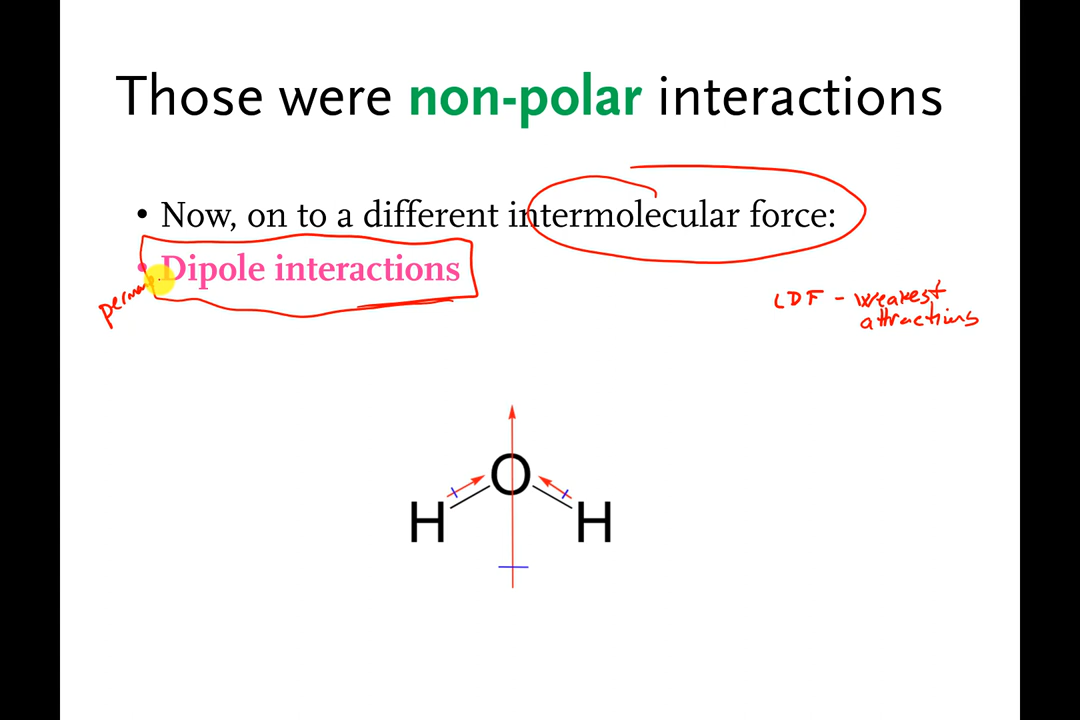 Those were non-polar interactions
• Now, on to a different intermolecular force:
• Dipole interactions
LDF - weakest
attractions
O
H H